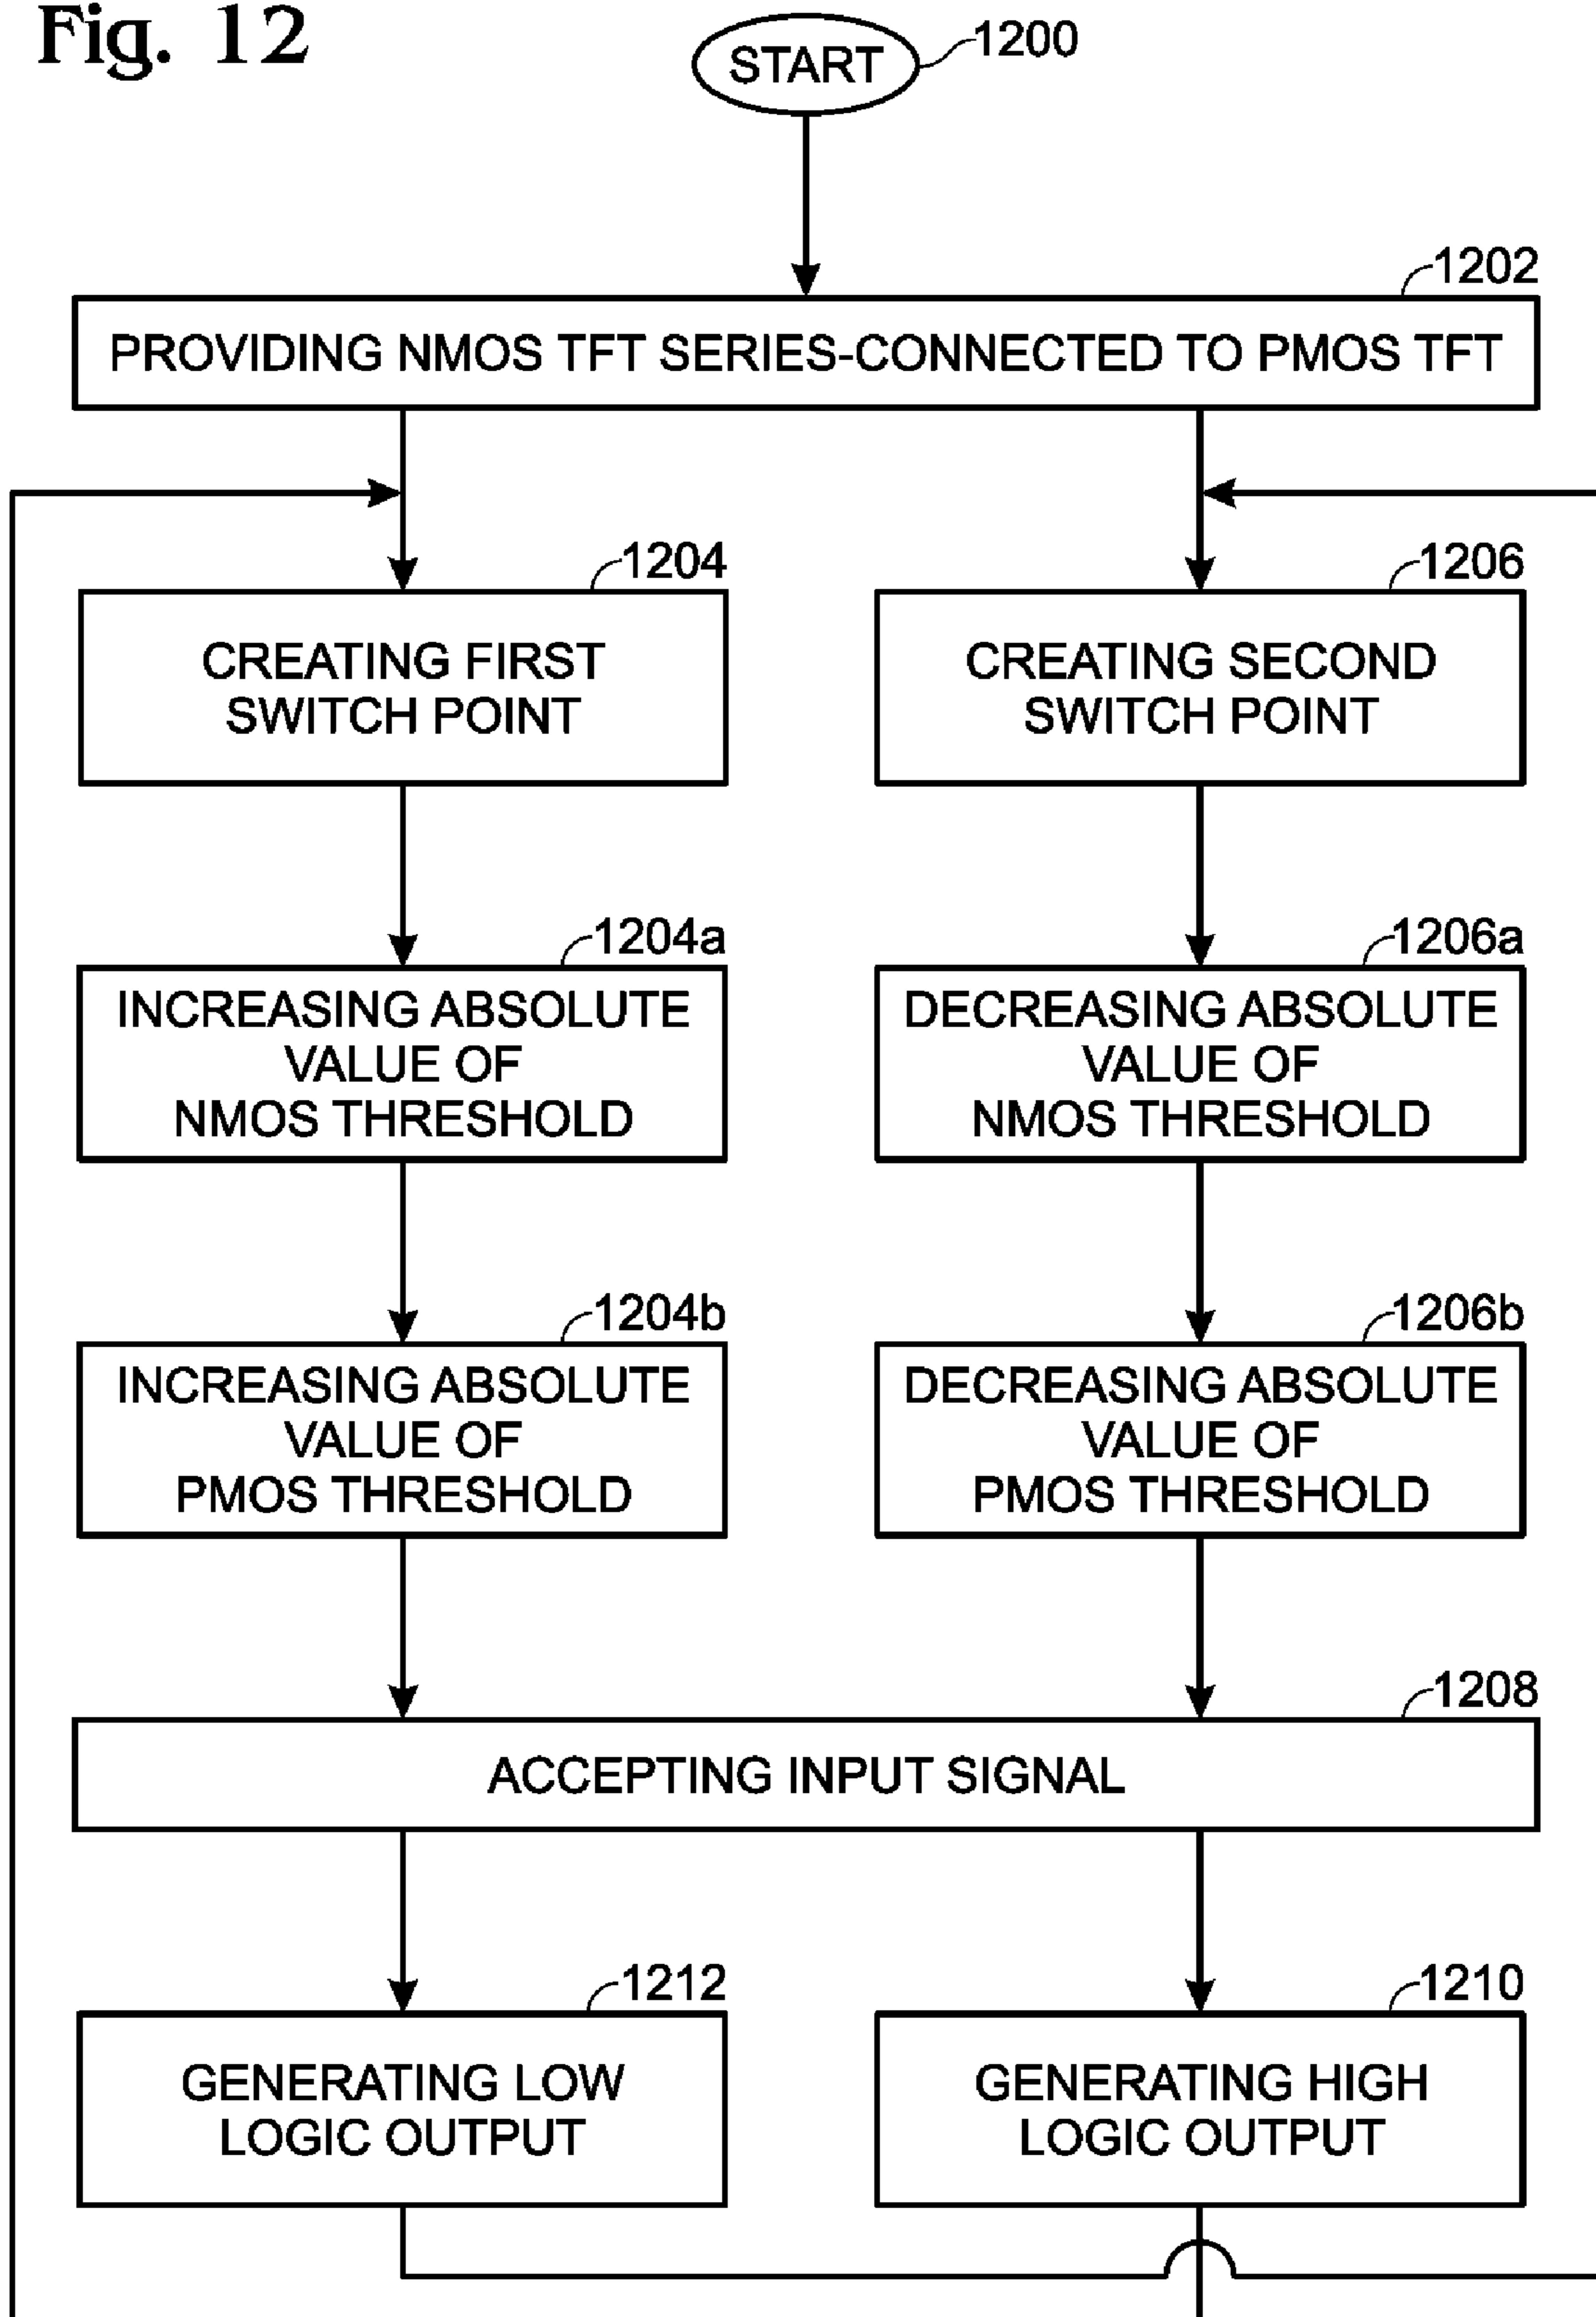 Fig. 12
START
1200
1202
PROVIDING NMOS TFT SERIES-CONNECTED TO PMOS TFT
1204
CREATING FIRST
SWITCH POINT
1206
CREATING SECOND
SWITCH POINT
1204a
INCREASING ABSOLUTE
VALUE OF
NMOS THRESHOLD
1206a
DECREASING ABSOLUTE
VALUE OF
NMOS THRESHOLD
1204b
INCREASING ABSOLUTE
VALUE OF
PMOS THRESHOLD
1206b
DECREASING ABSOLUTE
VALUE OF
PMOS THRESHOLD
1208
ACCEPTING INPUT SIGNAL
1212
GENERATING LOW
LOGIC OUTPUT
1210
GENERATING HIGH
LOGIC OUTPUT